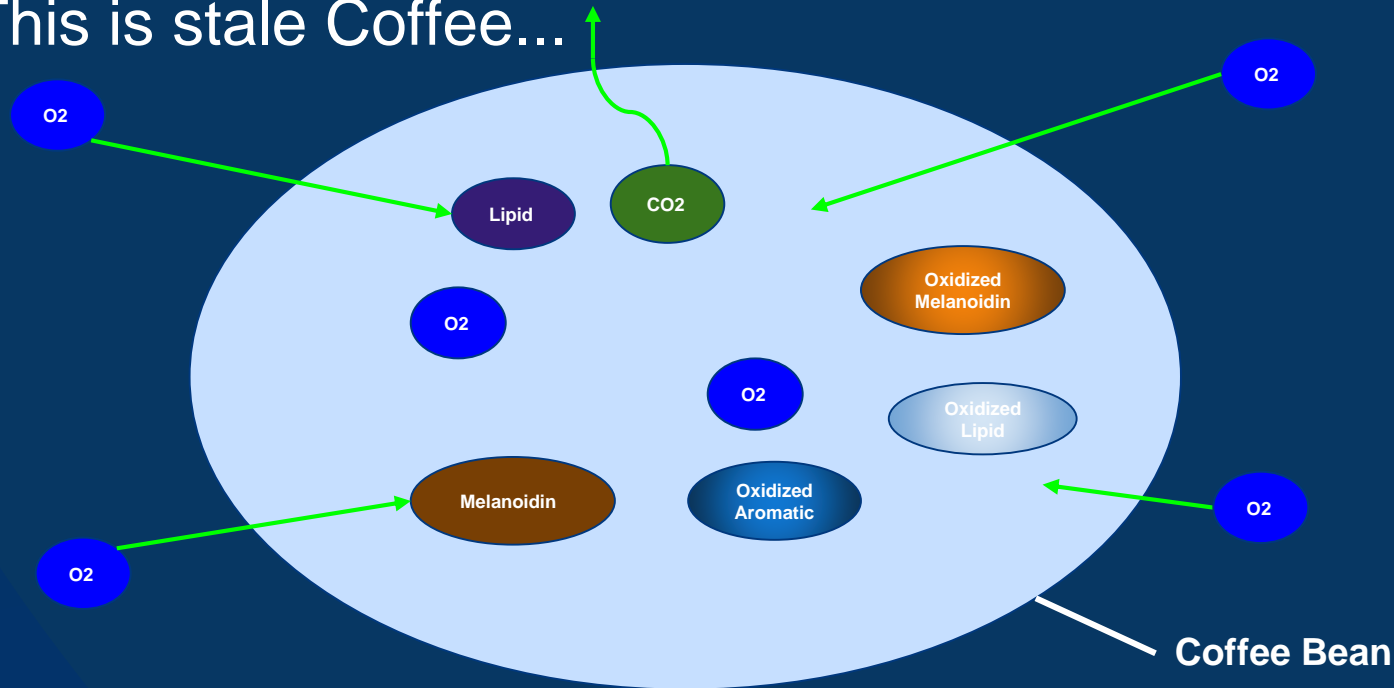 This is stale Coffee...
O2
O2
Lipid
CO2
Oxidized
Melanoidin
O2
O2
Oxidized
Lipid
Melanoidin
Oxidized
Aromatic
O2
O2
Coffee Bean